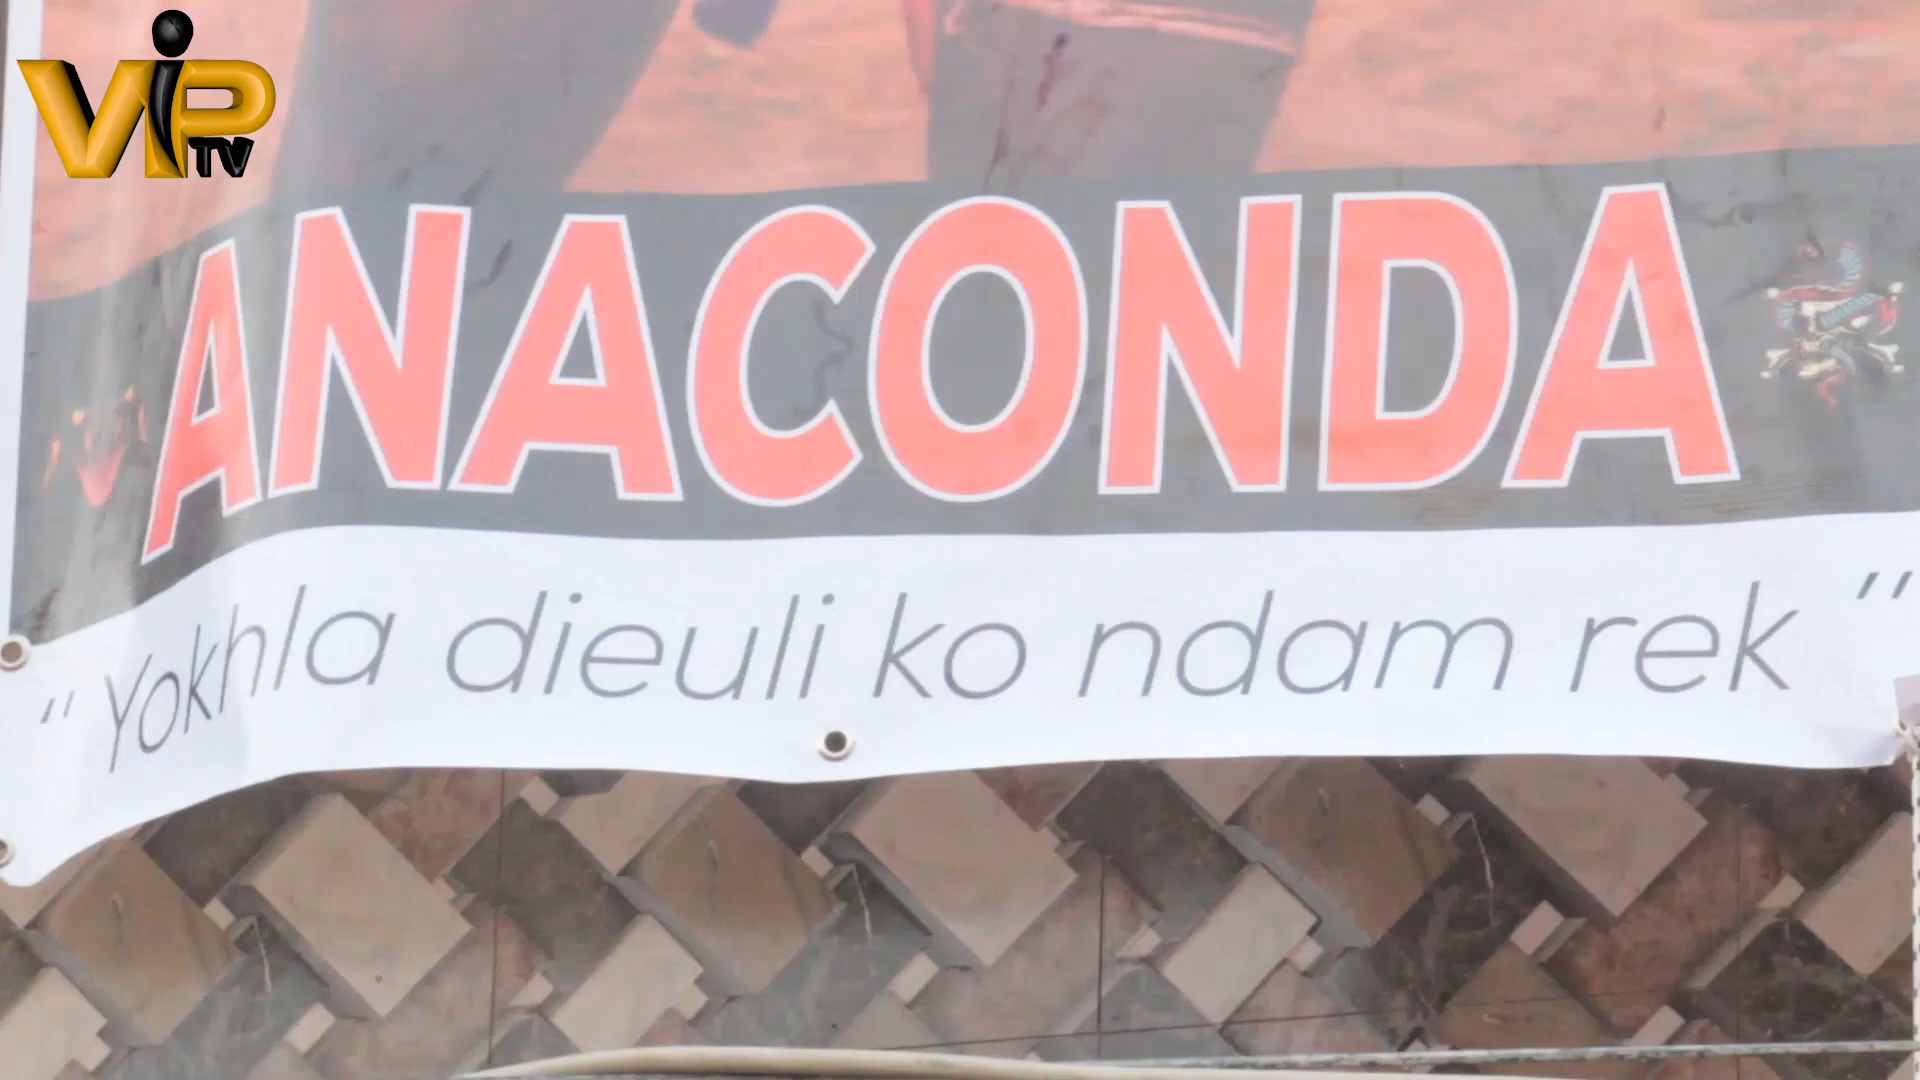 ViP TV
ANACONDA
" Yokhla dieuli ko ndam rek "